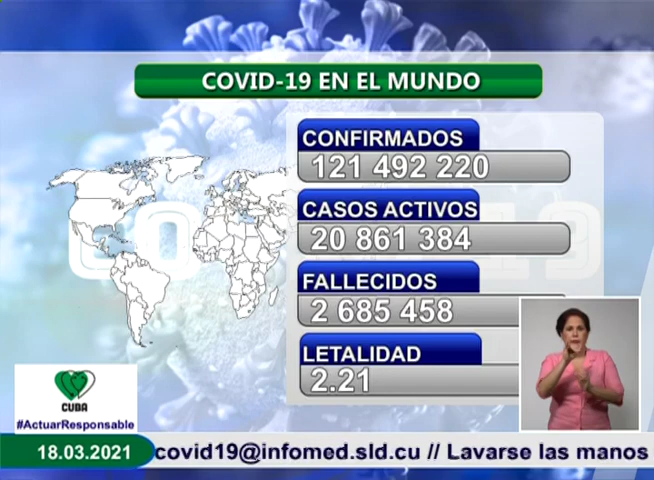 COVID-19 EN EL MUNDO
CONFIRMADOS
121 492 220
CASOS ACTIVOS
20 861 384
FALLECIDOS
2 685 458
LETALIDAD
2.21
CUBA
#ActuarResponsable
18.03.2021
covid19@infomed.sld.cu // Lavarse las manos